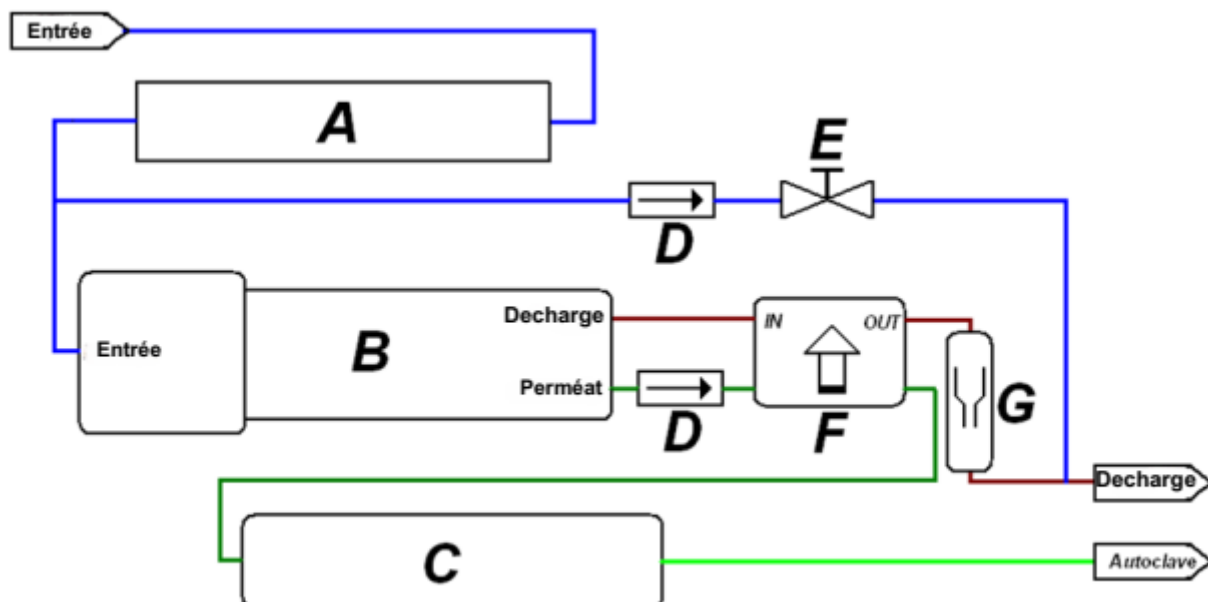 Entrée
A
E
D
Entrée
B
Decharge
Perméat
D
IN
OUT
F
G
Decharge
C
Autoclave